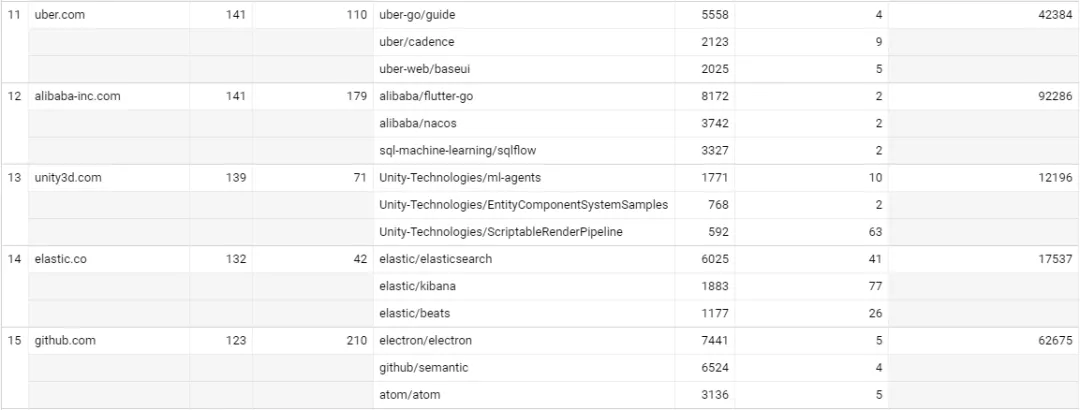 11 uber.com 141 110 uber-go/guide 5558 4 42384
uber/cadence 2123 9
uber-web/baseui 2025 5
12 alibaba-inc.com 141 179 alibaba/flutter-go 8172 2 92286
alibaba/nacos 3742 2
sql-machine-learning/sqlflow 3327 2
13 unity3d.com 139 71 Unity-Technologies/ml-agents 1771 10 12196
Unity-Technologies/EntityComponentSystemSamples 768 2
Unity-Technologies/ScriptableRenderPipeline 592 63
14 elastic.co 132 42 elastic/elasticsearch 6025 41 17537
elastic/kibana 1883 77
elastic/beats 1177 26
15 github.com 123 210 electron/electron 7441 5 62675
github/semantic 6524 4
atom/atom 3136 5